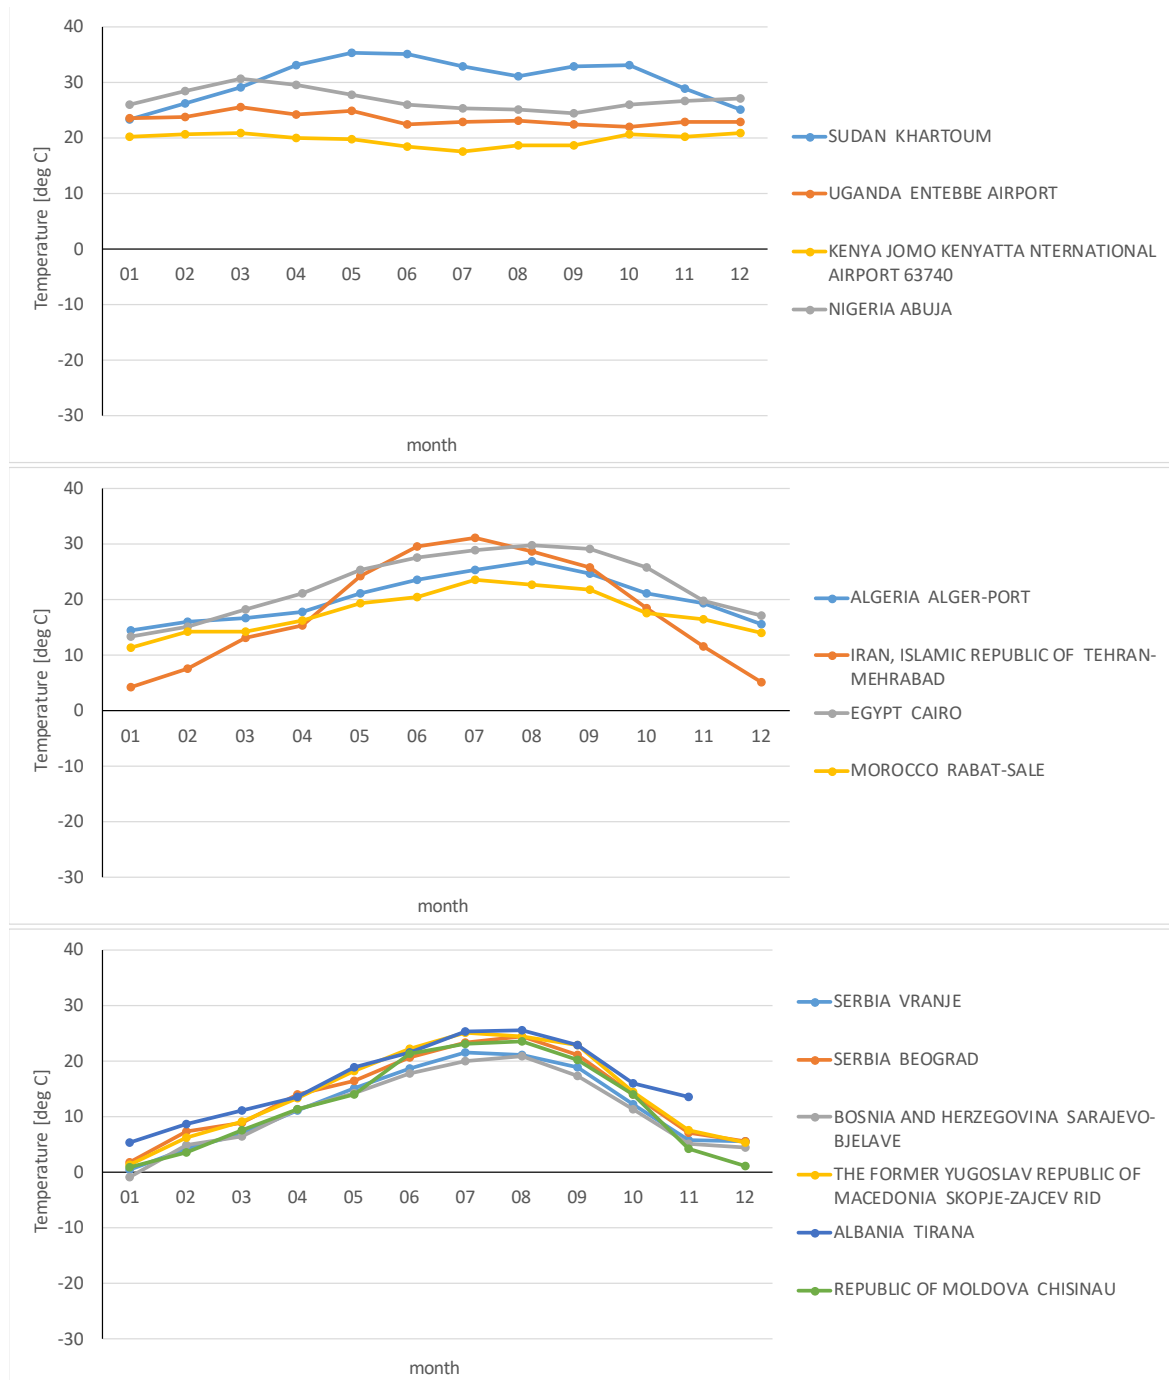 40
30
20
10
0
-10
-20
-30
Temperature [deg C]
01 02 03 04 05 06 07 08 09 10 11 12
month
SUDAN KHARTOUM
UGANDA ENTEBBE AIRPORT
KENYA JOMO KENYATTA NTERNATIONAL
AIRPORT 63740
NIGERIA ABUJA
40
30
20
10
0
-10
-20
-30
Temperature [deg C]
01 02 03 04 05 06 07 08 09 10 11 12
month
ALGERIA ALGER-PORT
IRAN, ISLAMIC REPUBLIC OF TEHRAN-
MEHRABAD
EGYPT CAIRO
MOROCCO RABAT-SALE
40
30
20
10
0
-10
-20
-30
Temperature [deg C]
01 02 03 04 05 06 07 08 09 10 11 12
month
SERBIA VRANJE
SERBIA BEOGRAD
BOSNIA AND HERZEGOVINA SARAJEVO-
BJELAVE
THE FORMER YUGOSLAV REPUBLIC OF
MACEDONIA SKOPJE-ZAJCEV RID
ALBANIA TIRANA
REPUBLIC OF MOLDOVA CHISINAU